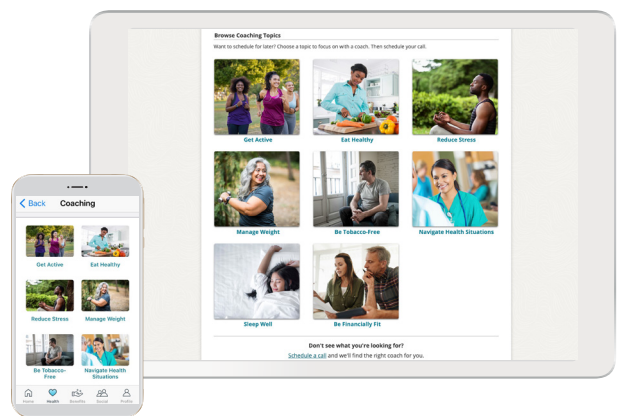 Browse Coaching Topics
Want to schedule for later? Choose a topic to focus on with a coach. Then schedule your call.
Get Active
Eat Healthy
Reduce Stress
Manage Weight
Be Tobacco-Free
Navigate Health Situations
Sleep Well
Be Financially Fit
Don't see what you're looking for?
Schedule a call and we'll find the right coach for you.
Back
Coaching
Get Active
Eat Healthy
Reduce Stress
Manage Weight
Be Tobacco-
Free
Navigate Health
Situations
Home
Health
Benefits
Social
Profile